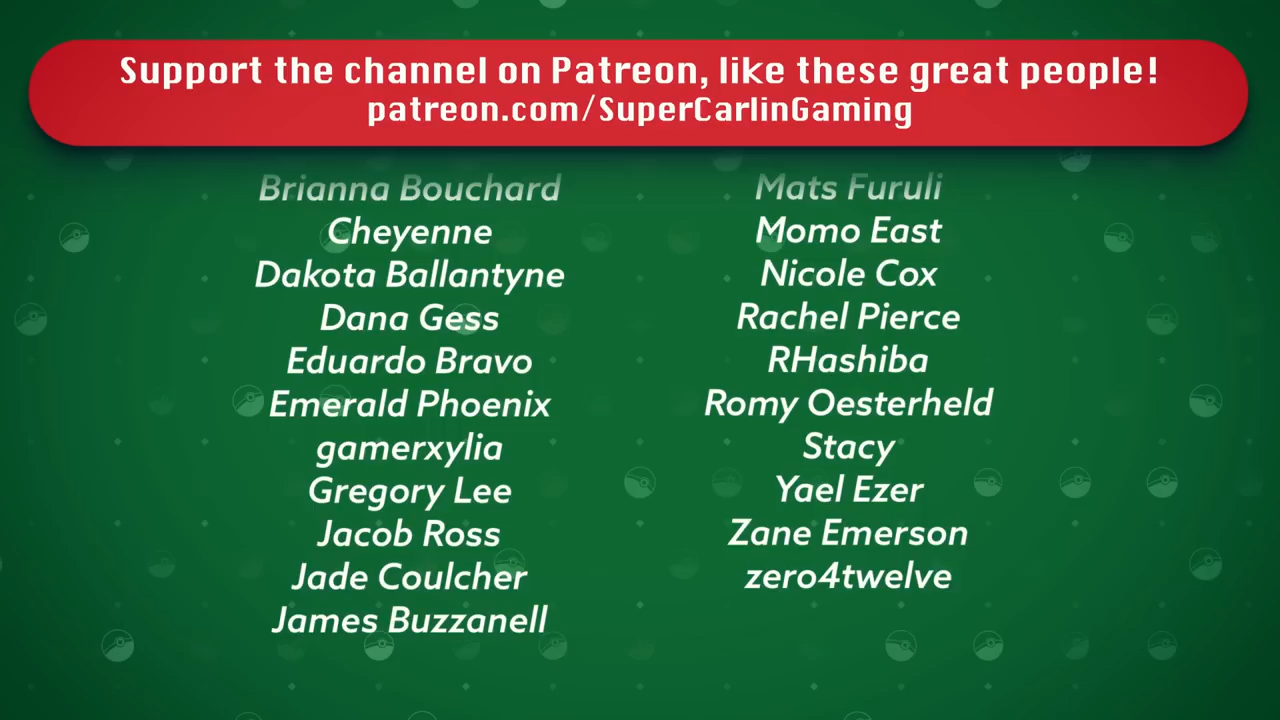 Support the channel on Patreon, like these great people!
patreon.com/SuperCarlinGaming
Brianna Bouchard
Cheyenne
Dakota Ballantyne
Dana Gess
Eduardo Bravo
Emerald Phoenix
gamerxylia
Gregory Lee
Jacob Ross
Jade Coulcher
James Buzzanell
Mats Furuli
Momo East
Nicole Cox
Rachel Pierce
RHashiba
Romy Oesterheld
Stacy
Yael Ezer
Zane Emerson
zero4twelve